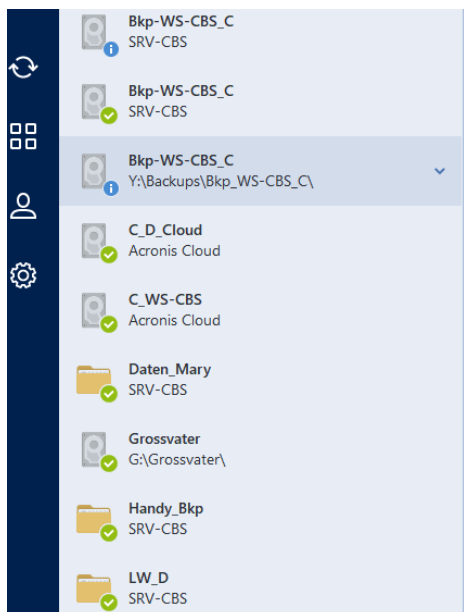 Bkp-WS-CBS_C
SRV-CBS
Bkp-WS-CBS_C
SRV-CBS
Bkp-WS-CBS_C
Y:\Backups\Bkp_WS-CBS_C\
C_D_Cloud
Acronis Cloud
C_WS-CBS
Acronis Cloud
Daten_Mary
SRV-CBS
Grossvater
G:\Grossvater\
Handy_Bkp
SRV-CBS
LW_D
SRV-CBS